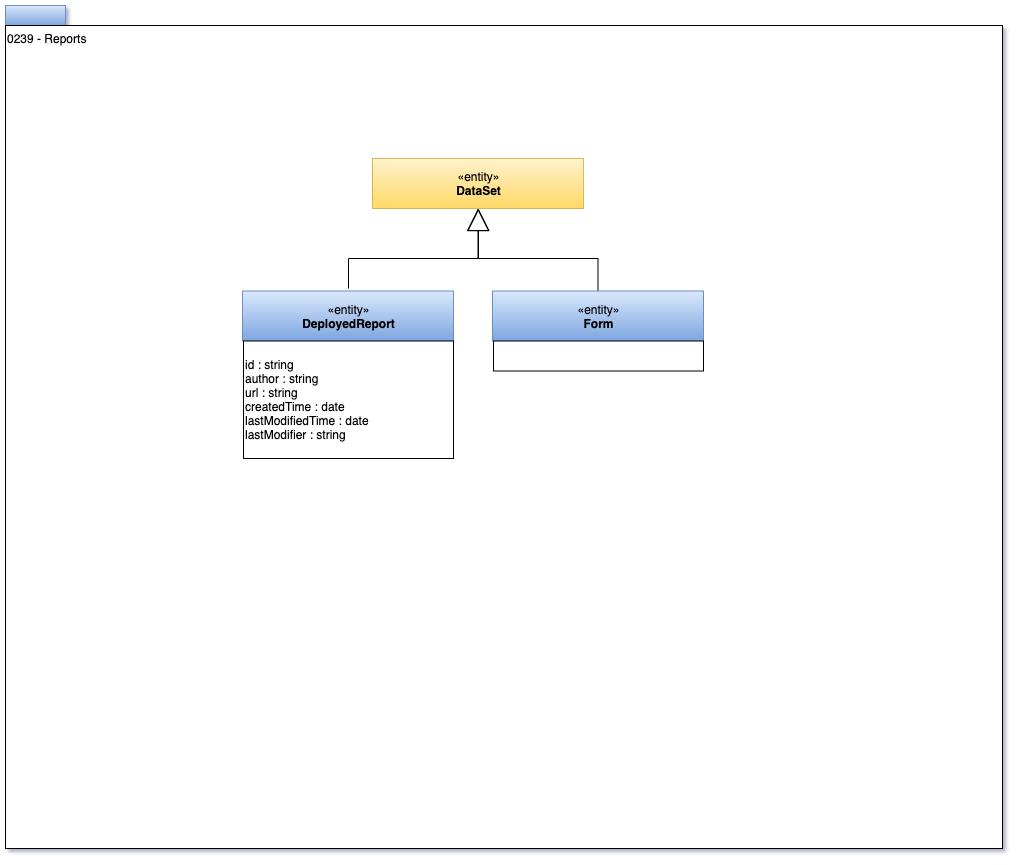 0239 - Reports
«entity»
DataSet
«entity»
DeployedReport
id : string
author : string
url : string
createdTime : date
lastModifiedTime : date
lastModifier : string
«entity»
Form